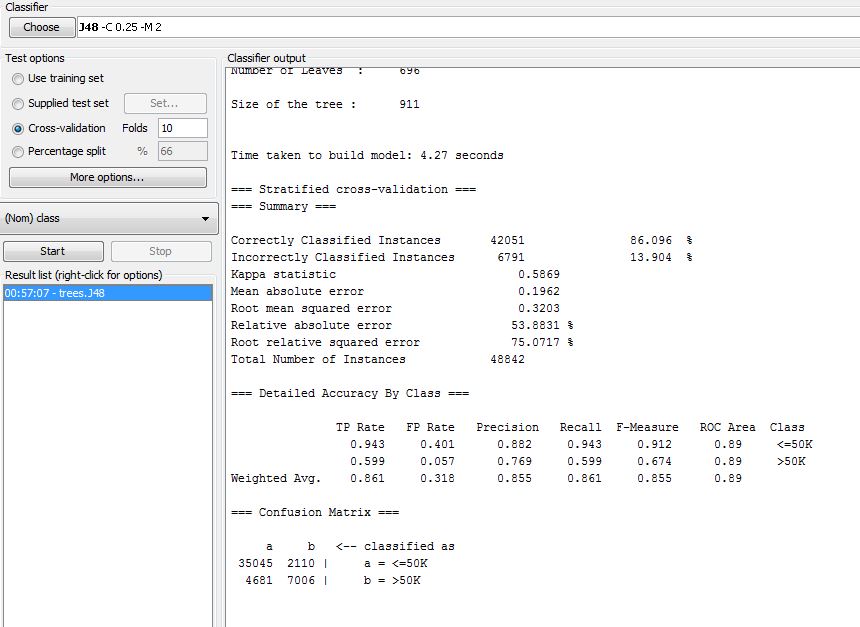 Classifier
Choose J48 -C 0.25 -M 2
Test options
Use training set
Supplied test set Set...
Cross-validation Folds 10
Percentage split % 66
More options...
(Nom) class
Start Stop
Result list (right-click for options)
00:57:07 - trees.J48
Classifier output
Number of Leaves : 696
Size of the tree : 911
Time taken to build model: 4.27 seconds
=== Stratified cross-validation ===
=== Summary ===
Correctly Classified Instances 42051 86.096 %
Incorrectly Classified Instances 6791 13.904 %
Kappa statistic 0.5869
Mean absolute error 0.1962
Root mean squared error 0.3203
Relative absolute error 53.8831 %
Root relative squared error 75.0717 %
Total Number of Instances 48842
=== Detailed Accuracy By Class ===
TP Rate FP Rate Precision Recall F-Measure ROC Area Class
0.943 0.401 0.882 0.943 0.912 0.89 <=50K
0.599 0.057 0.769 0.599 0.674 0.89 >50K
Weighted Avg. 0.861 0.318 0.855 0.861 0.855 0.89
=== Confusion Matrix ===
a b <-- classified as
35045 2110 | a = <=50K
4681 7006 | b = >50K